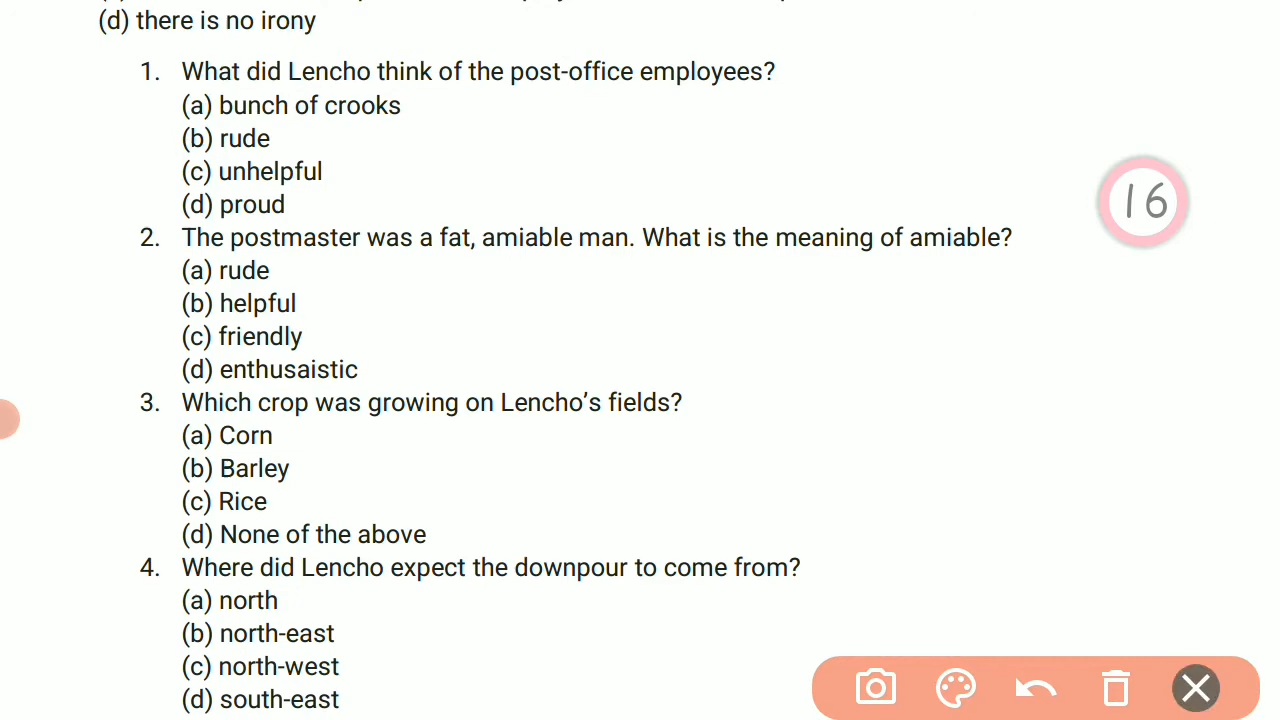 (d) there is no irony
1. What did Lencho think of the post-office employees?
(a) bunch of crooks
(b) rude
(c) unhelpful
(d) proud
16
2. The postmaster was a fat, amiable man. What is the meaning of amiable?
(a) rude
(b) helpful
(c) friendly
(d) enthusaistic
3. Which crop was growing on Lencho’s fields?
(a) Corn
(b) Barley
(c) Rice
(d) None of the above
4. Where did Lencho expect the downpour to come from?
(a) north
(b) north-east
(c) north-west
(d) south-east